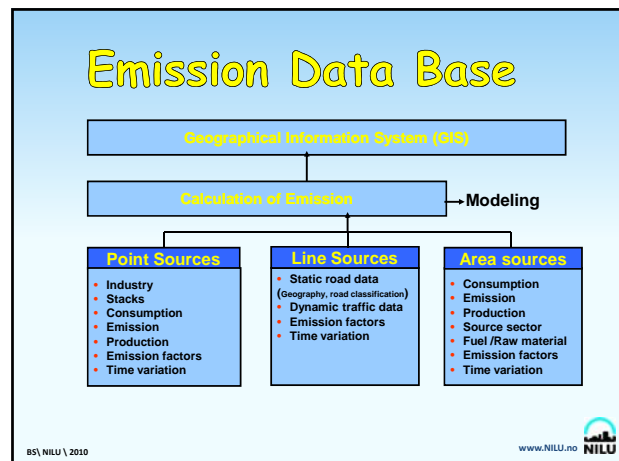 Emission Data Base
Geographical Information System (GIS)
Calculation of Emission
Modeling
Point Sources
• Industry
• Stacks
• Consumption
• Emission
• Production
• Emission factors
• Time variation
Line Sources
• Static road data
(Geography, road classification)
• Dynamic traffic data
• Emission factors
• Time variation
Area sources
• Consumption
• Emission
• Production
• Source sector
• Fuel /Raw material
• Emission factors
• Time variation
BS\ NILU \ 2010
www.NILU.no
NILU